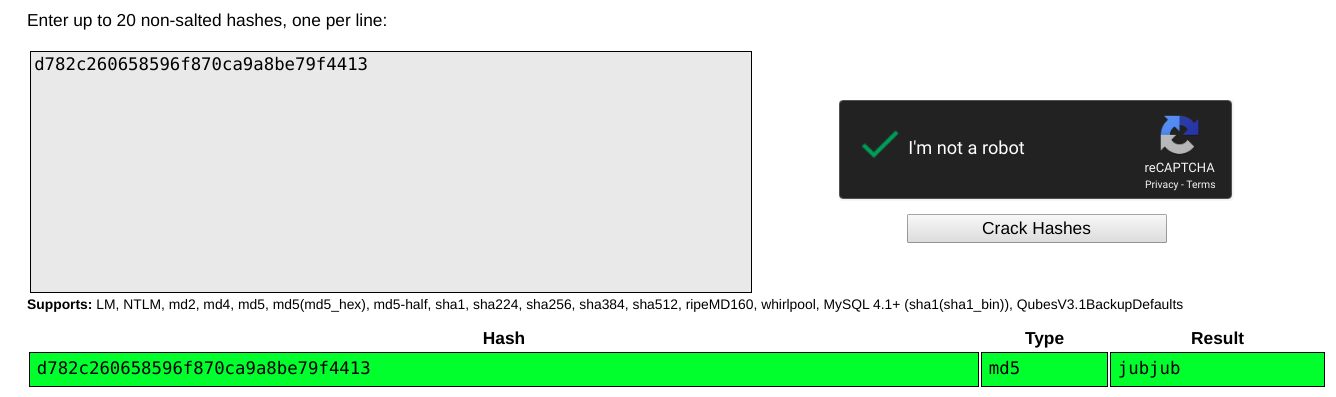 Enter up to 20 non-salted hashes, one per line:
d782c260658596f870ca9a8be79f4413
I'm not a robot
reCAPTCHA
Privacy - Terms
Crack Hashes
Supports: LM, NTLM, md2, md4, md5, md5(md5_hex), md5-half, sha1, sha224, sha256, sha384, sha512, ripeMD160, whirlpool, MySQL 4.1+ (sha1(sha1_bin)), QubesV3.1BackupDefaults
Hash Type Result
d782c260658596f870ca9a8be79f4413 md5 jubjub